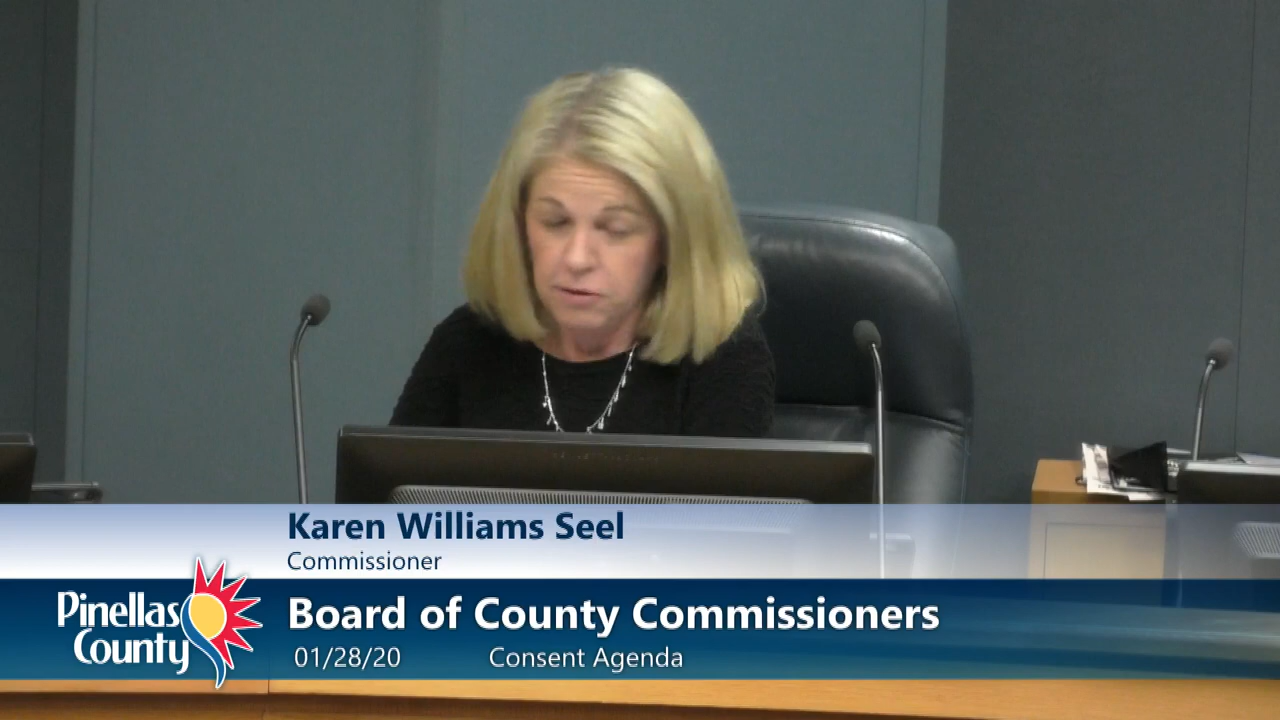 Karen Williams Seel
Commissioner
Pinellas
County
Board of County Commissioners
01/28/20 Consent Agenda